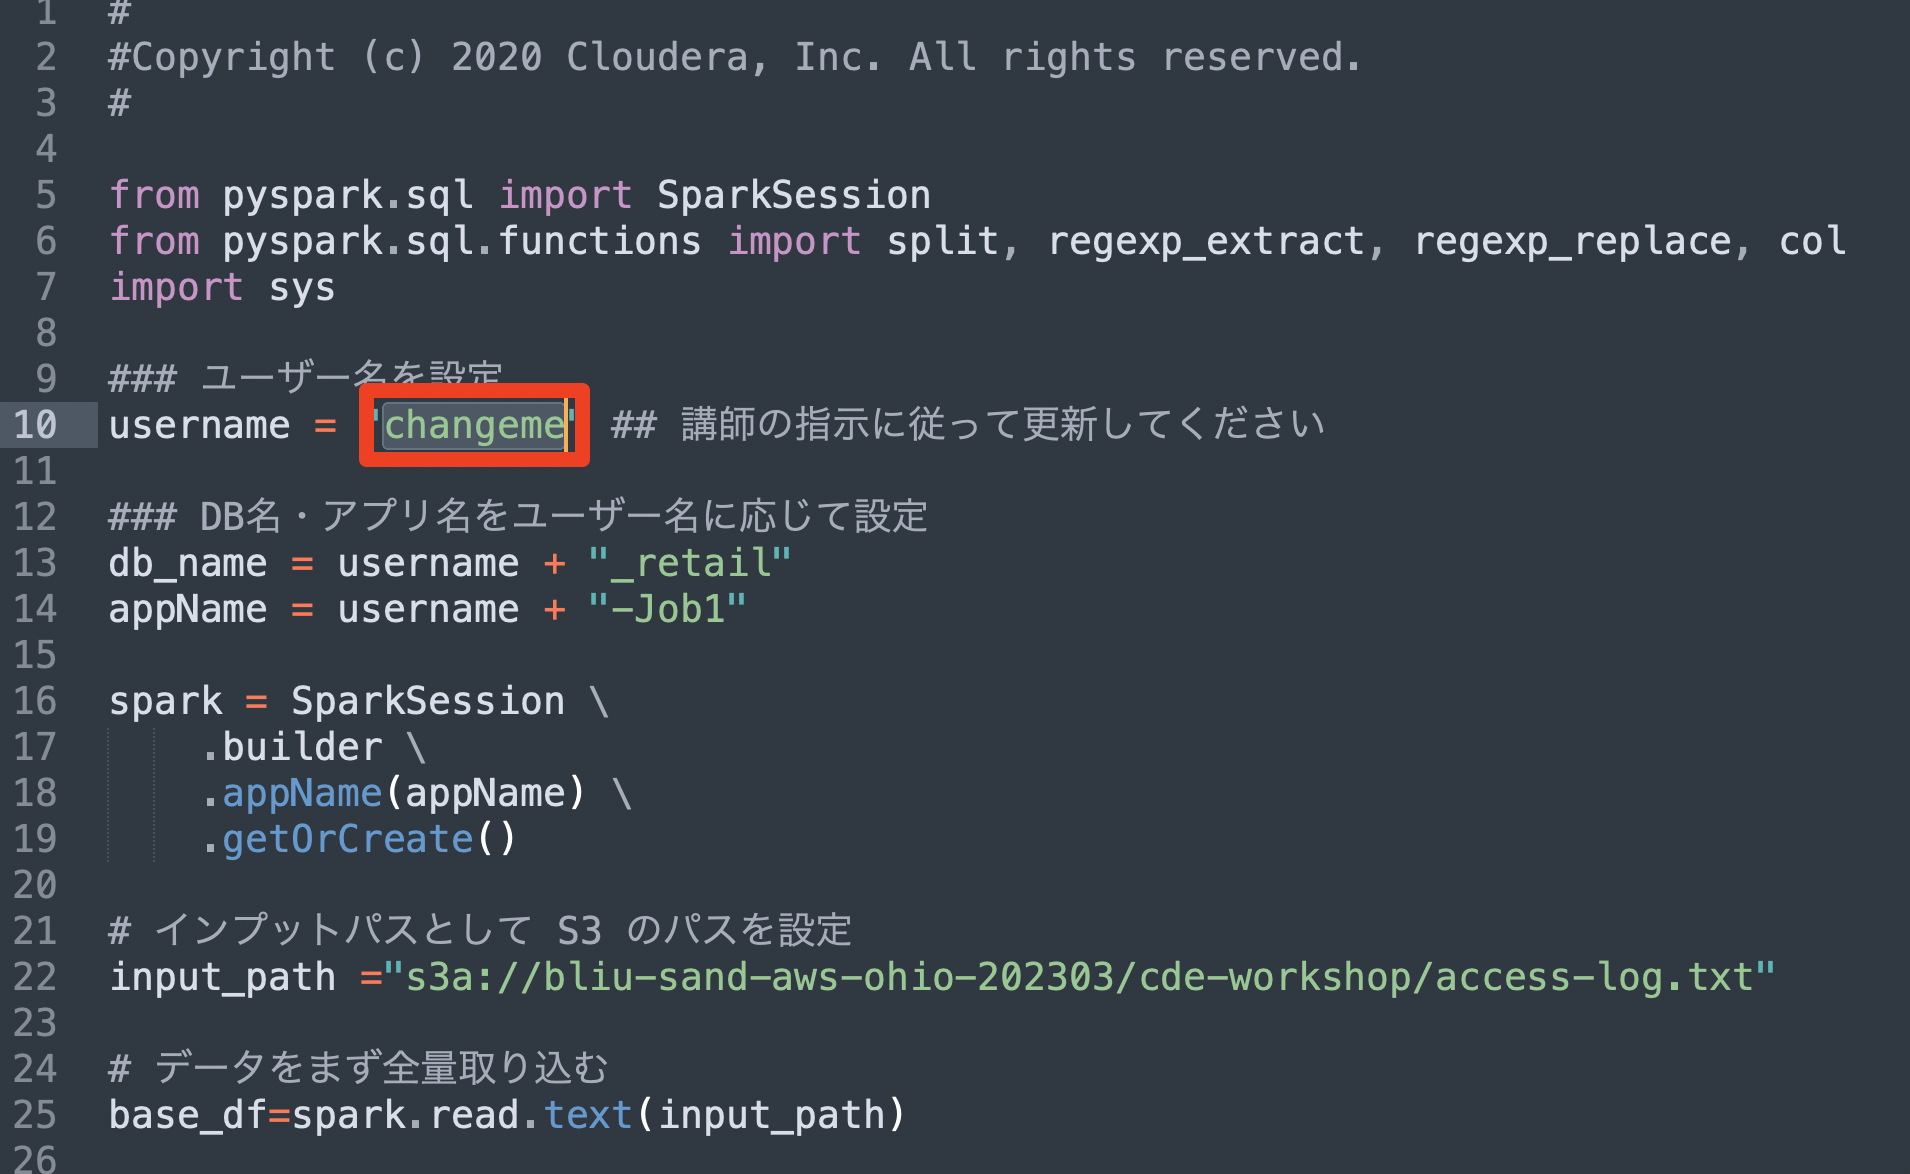 1 #
2 #Copyright (c) 2020 Cloudera, Inc. All rights reserved.
3 #
4
5 from pyspark.sql import SparkSession
6 from pyspark.sql.functions import split, regexp_extract, regexp_replace, col
7 import sys
8
9 ### ユーザー名を設定
10 username = "changeme" ## 講師の指示に従って更新してください
11
12 ### DB名・アプリ名をユーザー名に応じて設定
13 db_name = username + "_retail"
14 appName = username + "-Job1"
15
16 spark = SparkSession \
17     .builder \
18     .appName(appName) \
19     .getOrCreate()
20
21 # インプットパスとして S3 のパスを設定
22 input_path ="s3a://bliu-sand-aws-ohio-202303/cde-workshop/access-log.txt"
23
24 # データをまず全量取り込む
25 base_df=spark.read.text(input_path)
26